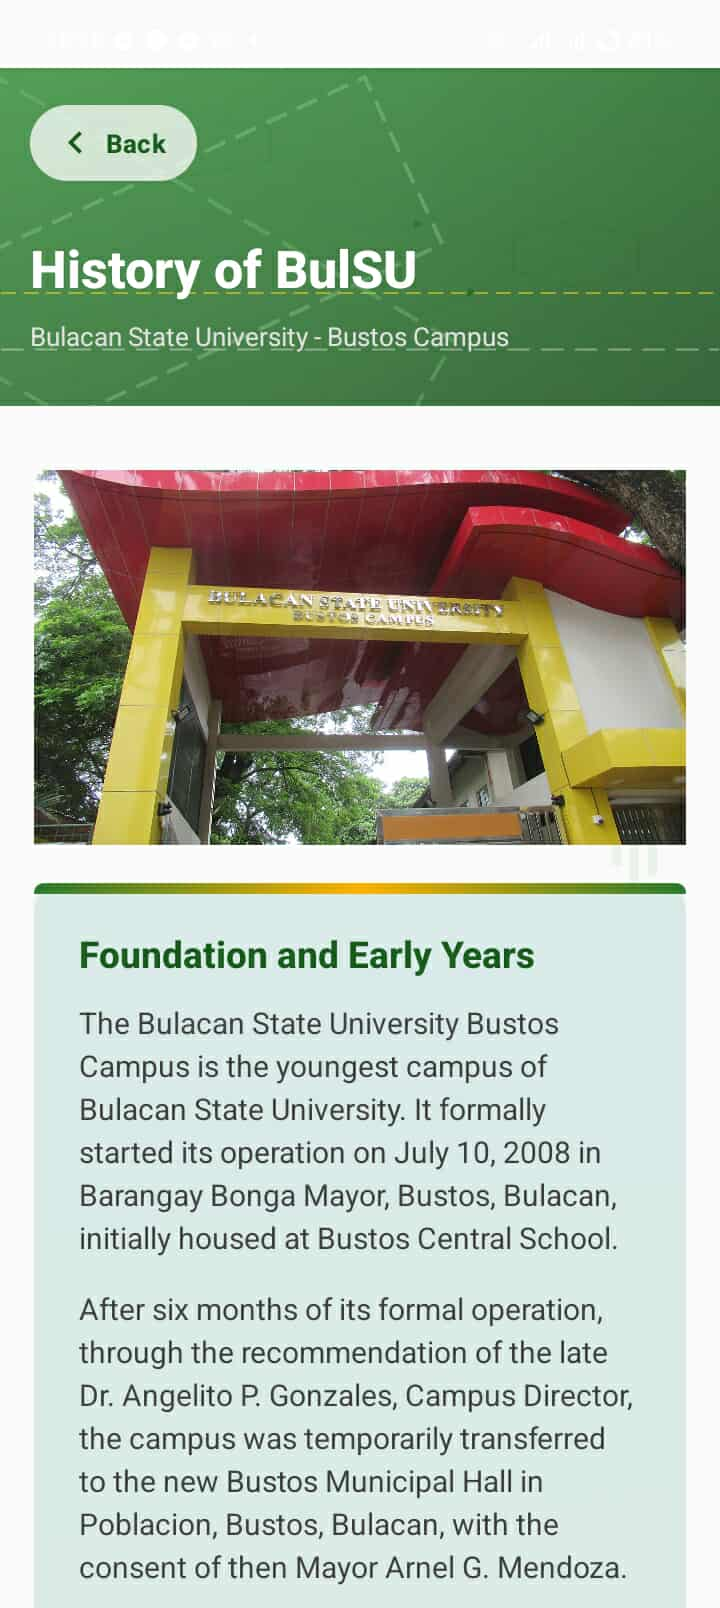 Back
History of BulSU
Bulacan State University - Bustos Campus
BULACAN STATE UNIVERSITY
BUSTOS CAMPUS
Foundation and Early Years
The Bulacan State University Bustos
Campus is the youngest campus of
Bulacan State University. It formally
started its operation on July 10, 2008 in
Barangay Bonga Mayor, Bustos, Bulacan,
initially housed at Bustos Central School.
After six months of its formal operation,
through the recommendation of the late
Dr. Angelito P. Gonzales, Campus Director,
the campus was temporarily transferred
to the new Bustos Municipal Hall in
Poblacion, Bustos, Bulacan, with the
consent of then Mayor Arnel G. Mendoza.